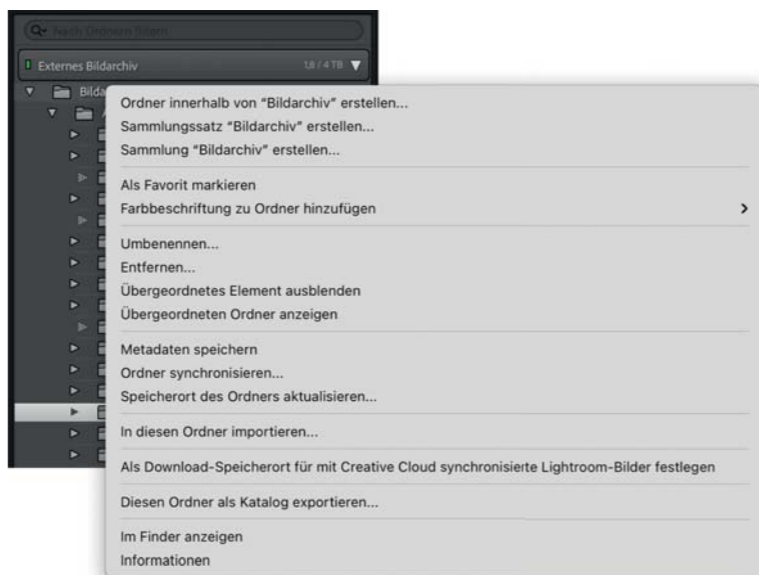 Nach Ordnern filtern
Externes Bildarchiv 1,8 / 4 TB
Ordner innerhalb von “Bildarchiv” erstellen...
Sammlungssatz “Bildarchiv” erstellen...
Sammlung “Bildarchiv” erstellen...
Als Favorit markieren
Farbbeschriftung zu Ordner hinzufügen
Umbenennen...
Entfernen...
Übergeordnetes Element ausblenden
Übergeordneten Ordner anzeigen
Metadaten speichern
Ordner synchronisieren...
Speicherort des Ordners aktualisieren...
In diesen Ordner importieren...
Als Download-Speicherort für mit Creative Cloud synchronisierte Lightroom-Bilder festlegen
Diesen Ordner als Katalog exportieren...
Im Finder anzeigen
Informationen